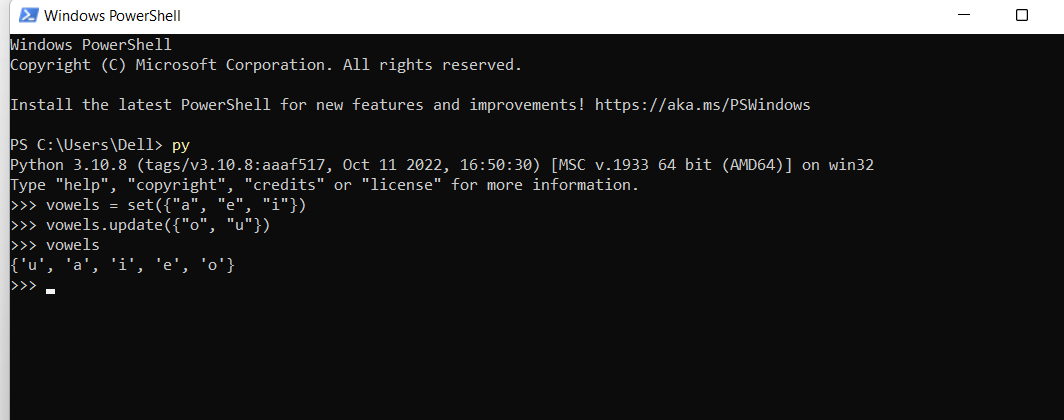 Windows PowerShell
Windows PowerShell
Copyright (C) Microsoft Corporation. All rights reserved.
Install the latest PowerShell for new features and improvements! https://aka.ms/PSWindows
PS C:\Users\Dell> py
Python 3.10.8 (tags/v3.10.8:aaaf517, Oct 11 2022, 16:50:30) [MSC v.1933 64 bit (AMD64)] on win32
Type "help", "copyright", "credits" or "license" for more information.
>>> vowels = set({"a", "e", "i"})
>>> vowels.update({"o", "u"})
>>> vowels
{'u', 'a', 'i', 'e', 'o'}
>>>